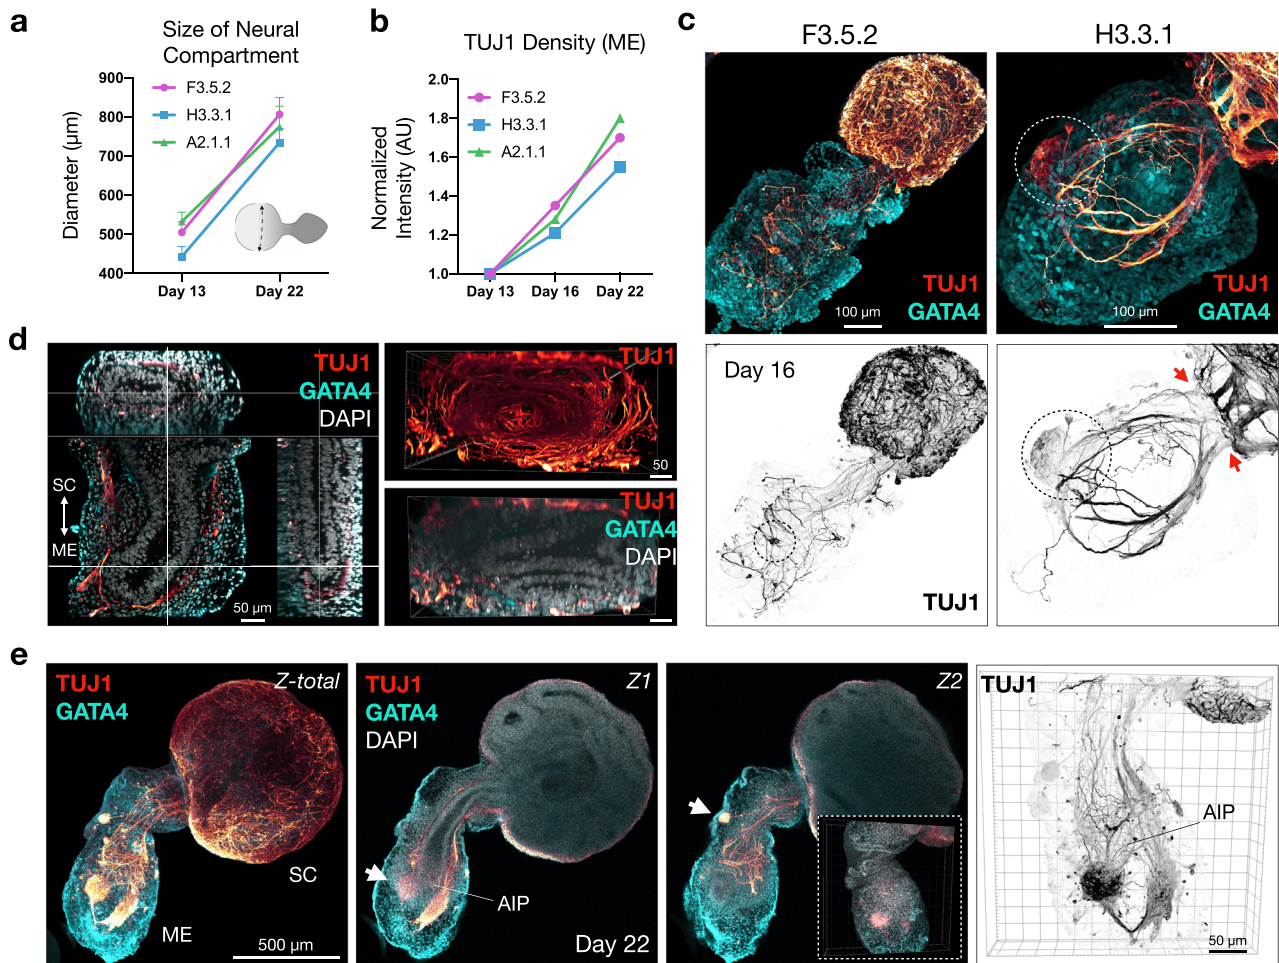 a
Size of Neural
Compartment
900
800
700
600
500
400
Diameter (µm)
F3.5.2
H3.3.1
A2.1.1
Day 13
Day 22
b
TUJ1 Density (ME)
2.0
1.8
1.6
1.4
1.2
1.0
Normalized
Intensity (AU)
F3.5.2
H3.3.1
A2.1.1
Day 13
Day 16
Day 22
c
F3.5.2
H3.3.1
TUJ1
GATA4
100 µm
TUJ1
GATA4
100 µm
Day 16
TUJ1
d
TUJ1
GATA4
DAPI
SC
ME
50 µm
TUJ1
50
TUJ1
GATA4
DAPI
e
TUJ1
GATA4
Z-total
SC
ME
500 µm
TUJ1
GATA4
DAPI
Z1
AIP
Day 22
Z2
TUJ1
AIP
50 µm